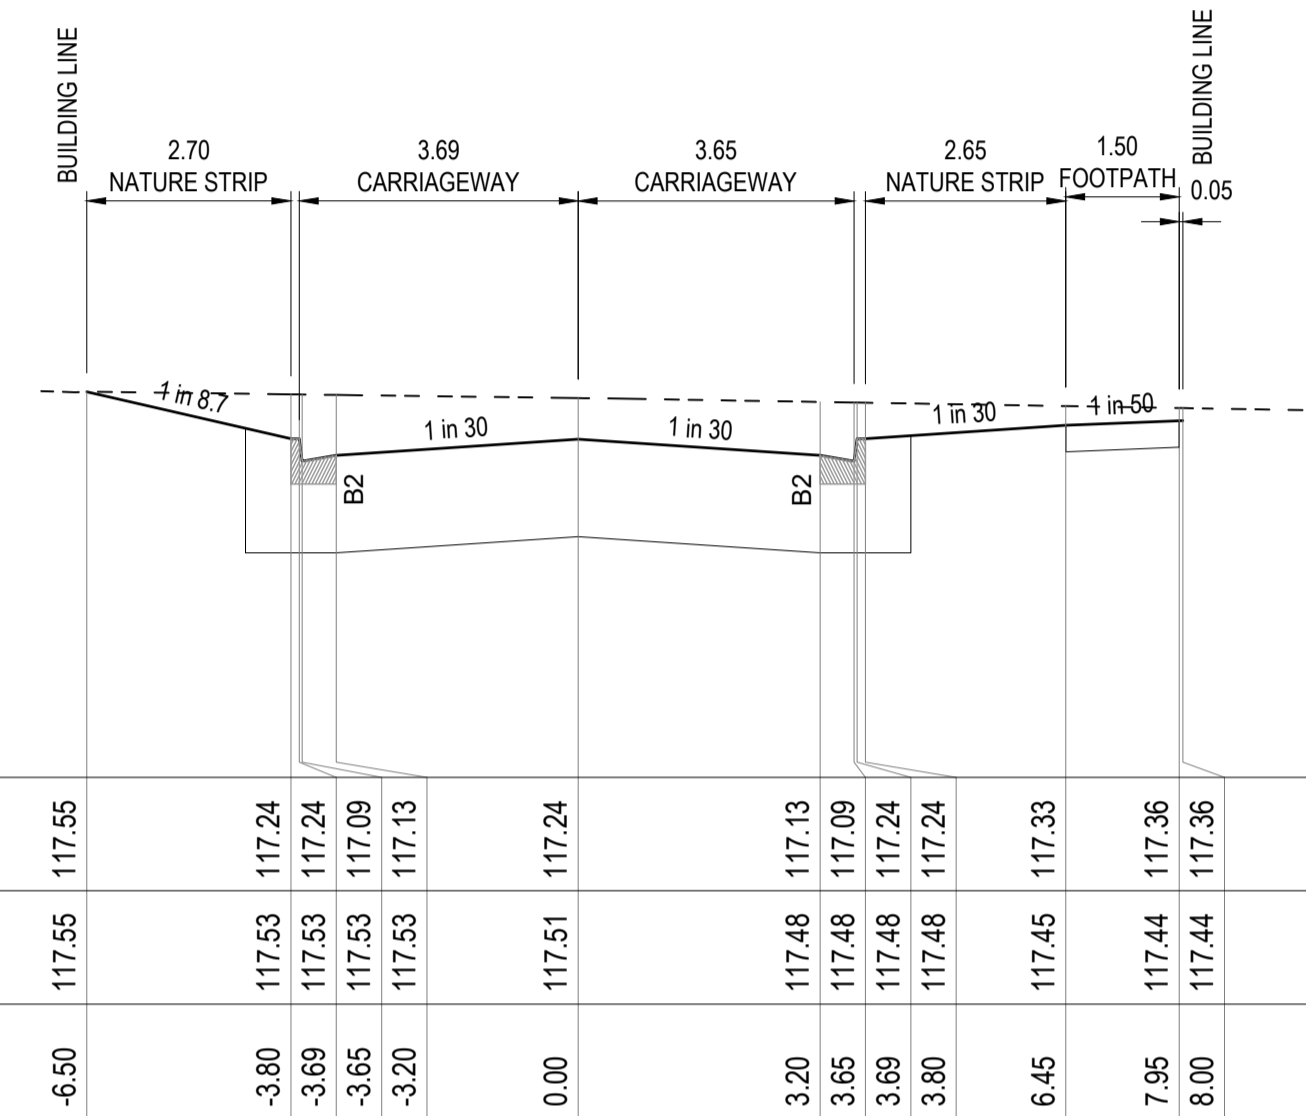 BUILDING LINE
BUILDING LINE
2.70
NATURE STRIP
3.69
CARRIAGEWAY
3.65
CARRIAGEWAY
2.65
NATURE STRIP
1.50
FOOTPATH
0.05
1 in 8.7
1 in 30
1 in 30
1 in 30
1 in 50
B2
B2
117.55 117.24 117.24 117.09 117.13 117.24 117.13 117.09 117.24 117.24 117.33 117.36 117.36
117.55 117.53 117.53 117.53 117.53 117.51 117.48 117.48 117.48 117.48 117.45 117.44 117.44
-6.50 -3.80 -3.69 -3.65 -3.20 0.00 3.20 3.65 3.69 3.80 6.45 7.95 8.00